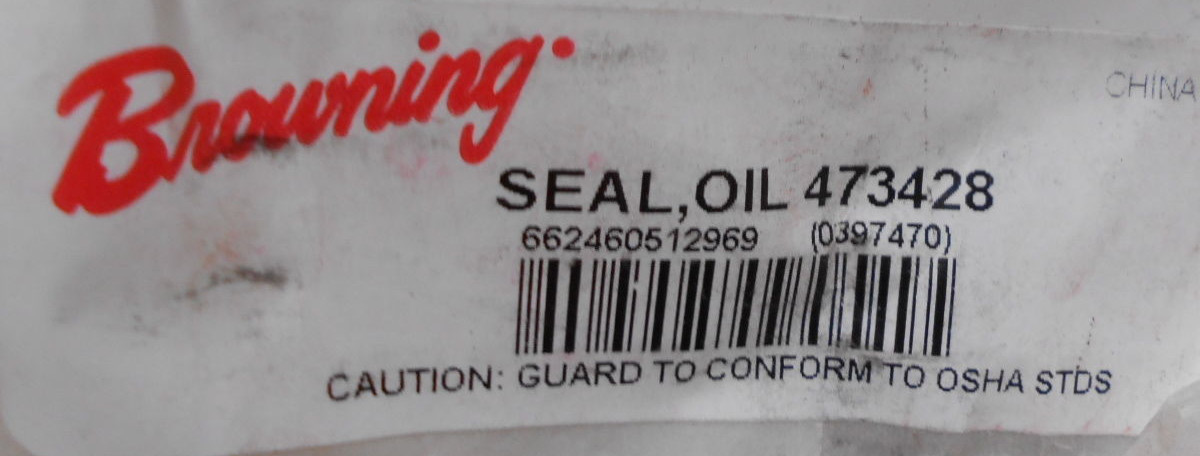 Browning
CHINA
SEAL,OIL 473428
662460512969 (0397470)
CAUTION: GUARD TO CONFORM TO OSHA STDS